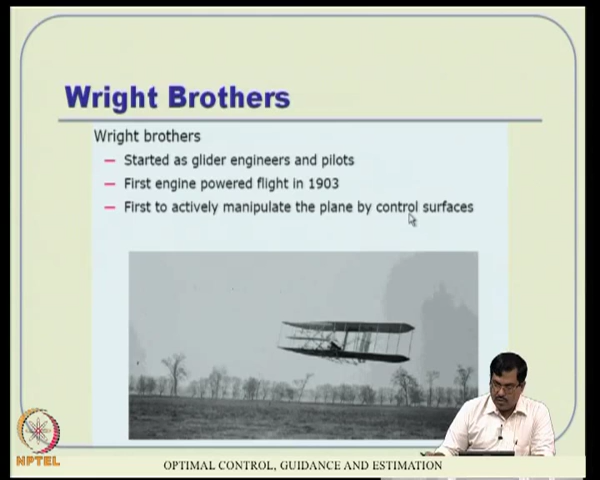 Wright Brothers
Wright brothers
— Started as glider engineers and pilots
— First engine powered flight in 1903
— First to actively manipulate the plane by control surfaces
NPTEL
OPTIMAL CONTROL, GUIDANCE AND ESTIMATION